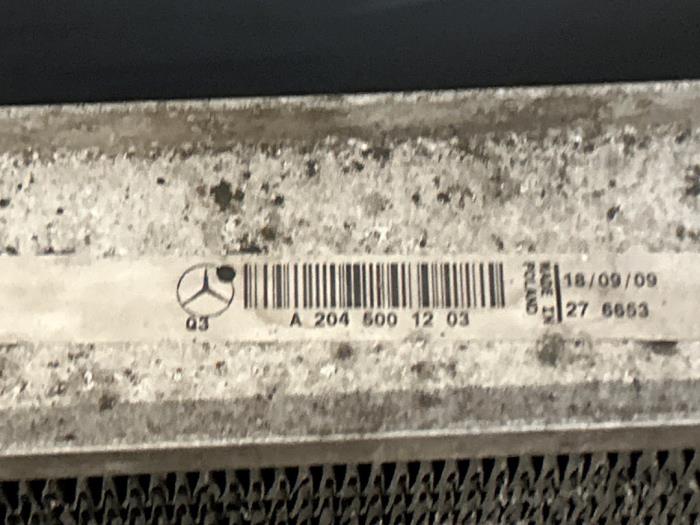 Q3
A 204 500 12 03
MADE IN
POLAND
18/09/09
27 6653